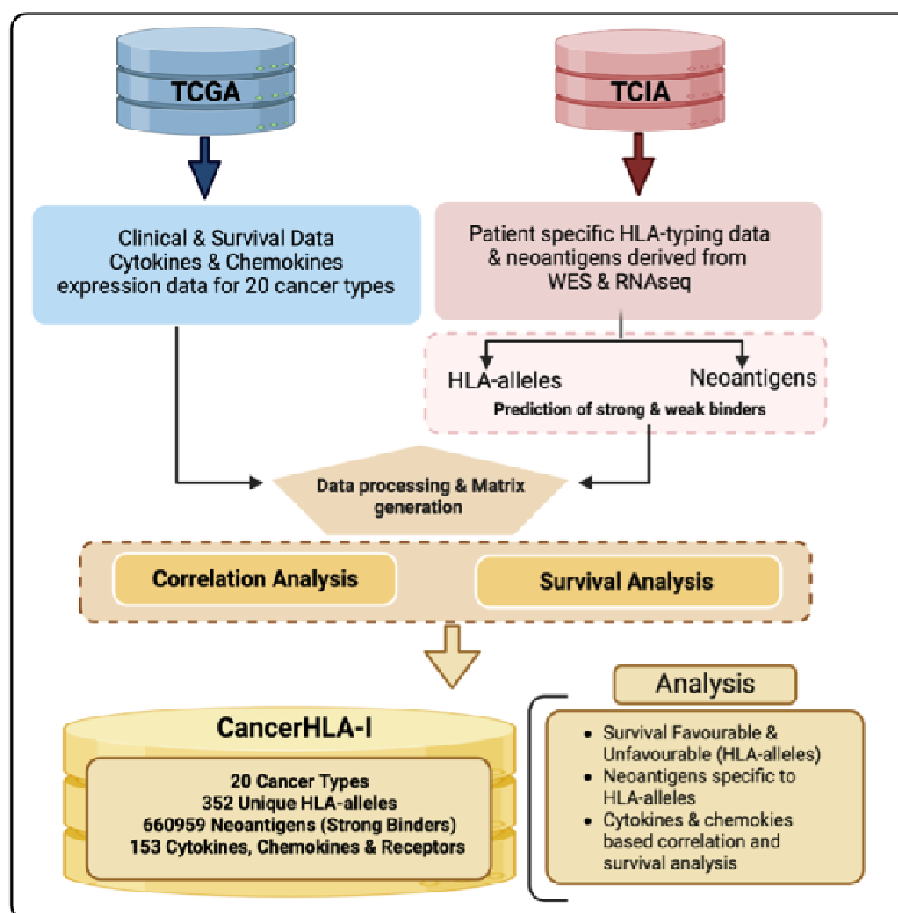 TCGA
TCIA
Clinical & Survival Data
Cytokines & Chemokines
expression data for 20 cancer types
Patient specific HLA-typing data
& neoantigens derived from
WES & RNAseq
HLA-alleles
Neoantigens
Prediction of strong & weak binders
Data processing & Matrix
generation
Correlation Analysis
Survival Analysis
CancerHLA-I
20 Cancer Types
352 Unique HLA-alleles
660959 Neoantigens (Strong Binders)
153 Cytokines, Chemokines & Receptors
Analysis
• Survival Favourable &
Unfavourable (HLA-alleles)
• Neoantigens specific to
HLA-alleles
• Cytokines & chemokies
based correlation and
survival analysis